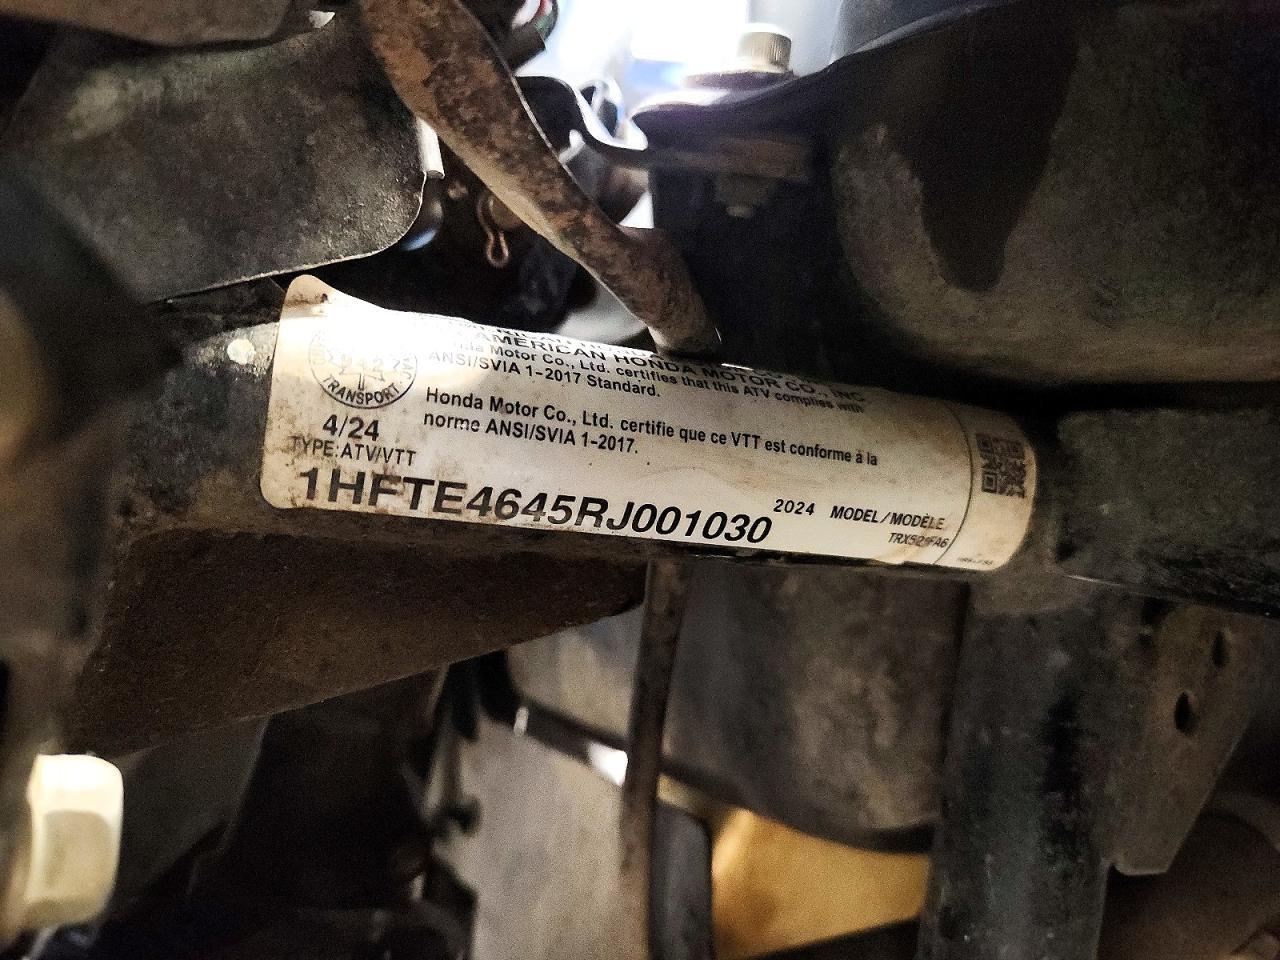 AMERICAN HONDA MOTOR CO., INC.
Honda Motor Co., Ltd. certifies that this ATV complies with
ANSI/SVIA 1-2017 Standard.
Honda Motor Co., Ltd. certifie que ce VTT est conforme à la
norme ANSI/SVIA 1-2017.
TRANSPORT
4/24
TYPE:ATV/VTT
1HFTE4645RJ001030
2024 MODEL/MODÈLE